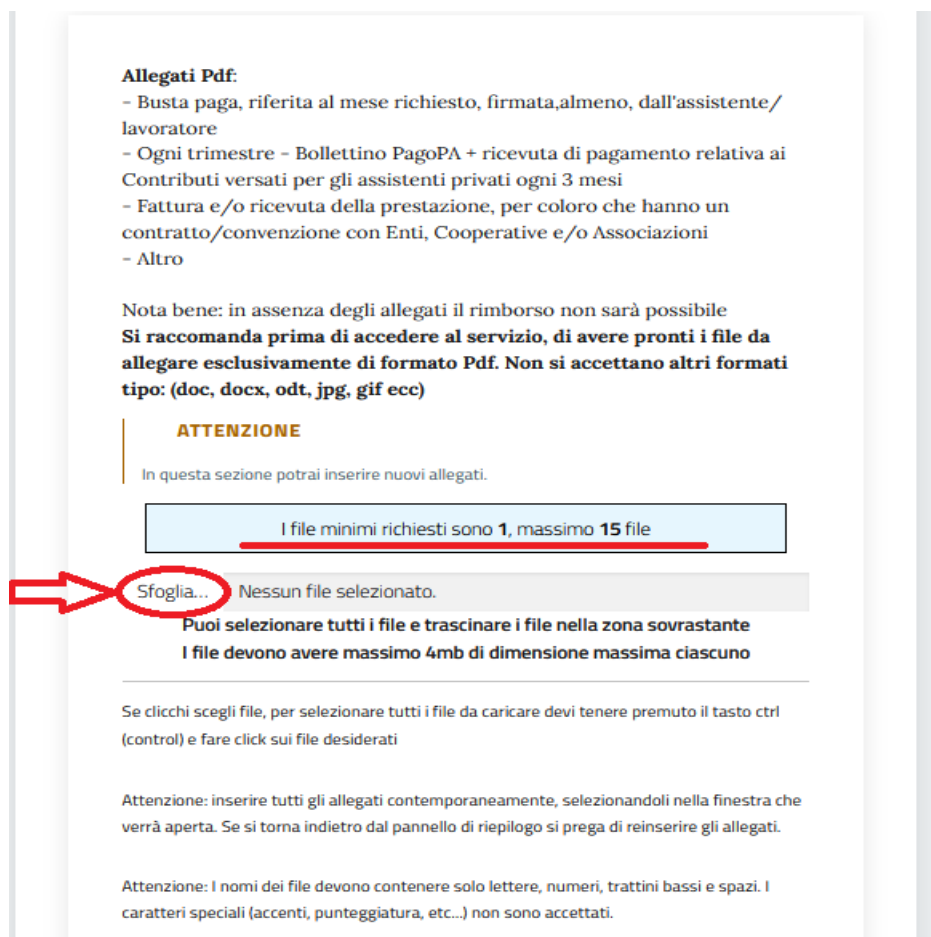 Allegati Pdf:
- Busta paga, riferita al mese richiesto, firmata,almeno, dall'assistente/
lavoratore
- Ogni trimestre - Bollettino PagoPA + ricevuta di pagamento relativa ai
Contributi versati per gli assistenti privati ogni 3 mesi
- Fattura e/o ricevuta della prestazione, per coloro che hanno un
contratto/convenzione con Enti, Cooperative e/o Associazioni
- Altro
Nota bene: in assenza degli allegati il rimborso non sarà possibile
Si raccomanda prima di accedere al servizio, di avere pronti i file da
allegare esclusivamente di formato Pdf. Non si accettano altri formati
tipo: (doc, docx, odt, jpg, gif ecc)
ATTENZIONE
In questa sezione potrai inserire nuovi allegati.
I file minimi richiesti sono 1, massimo 15 file
Sfoglia... Nessun file selezionato.
Puoi selezionare tutti i file e trascinare i file nella zona sovrastante
I file devono avere massimo 4mb di dimensione massima ciascuno
Se clicchi scegli file, per selezionare tutti i file da caricare devi tenere premuto il tasto ctrl
(control) e fare click sui file desiderati
Attenzione: inserire tutti gli allegati contemporaneamente, selezionandoli nella finestra che
verrà aperta. Se si torna indietro dal pannello di riepilogo si prega di reinserire gli allegati.
Attenzione: I nomi dei file devono contenere solo lettere, numeri, trattini bassi e spazi. I
caratteri speciali (accenti, punteggiatura, etc...) non sono accettati.